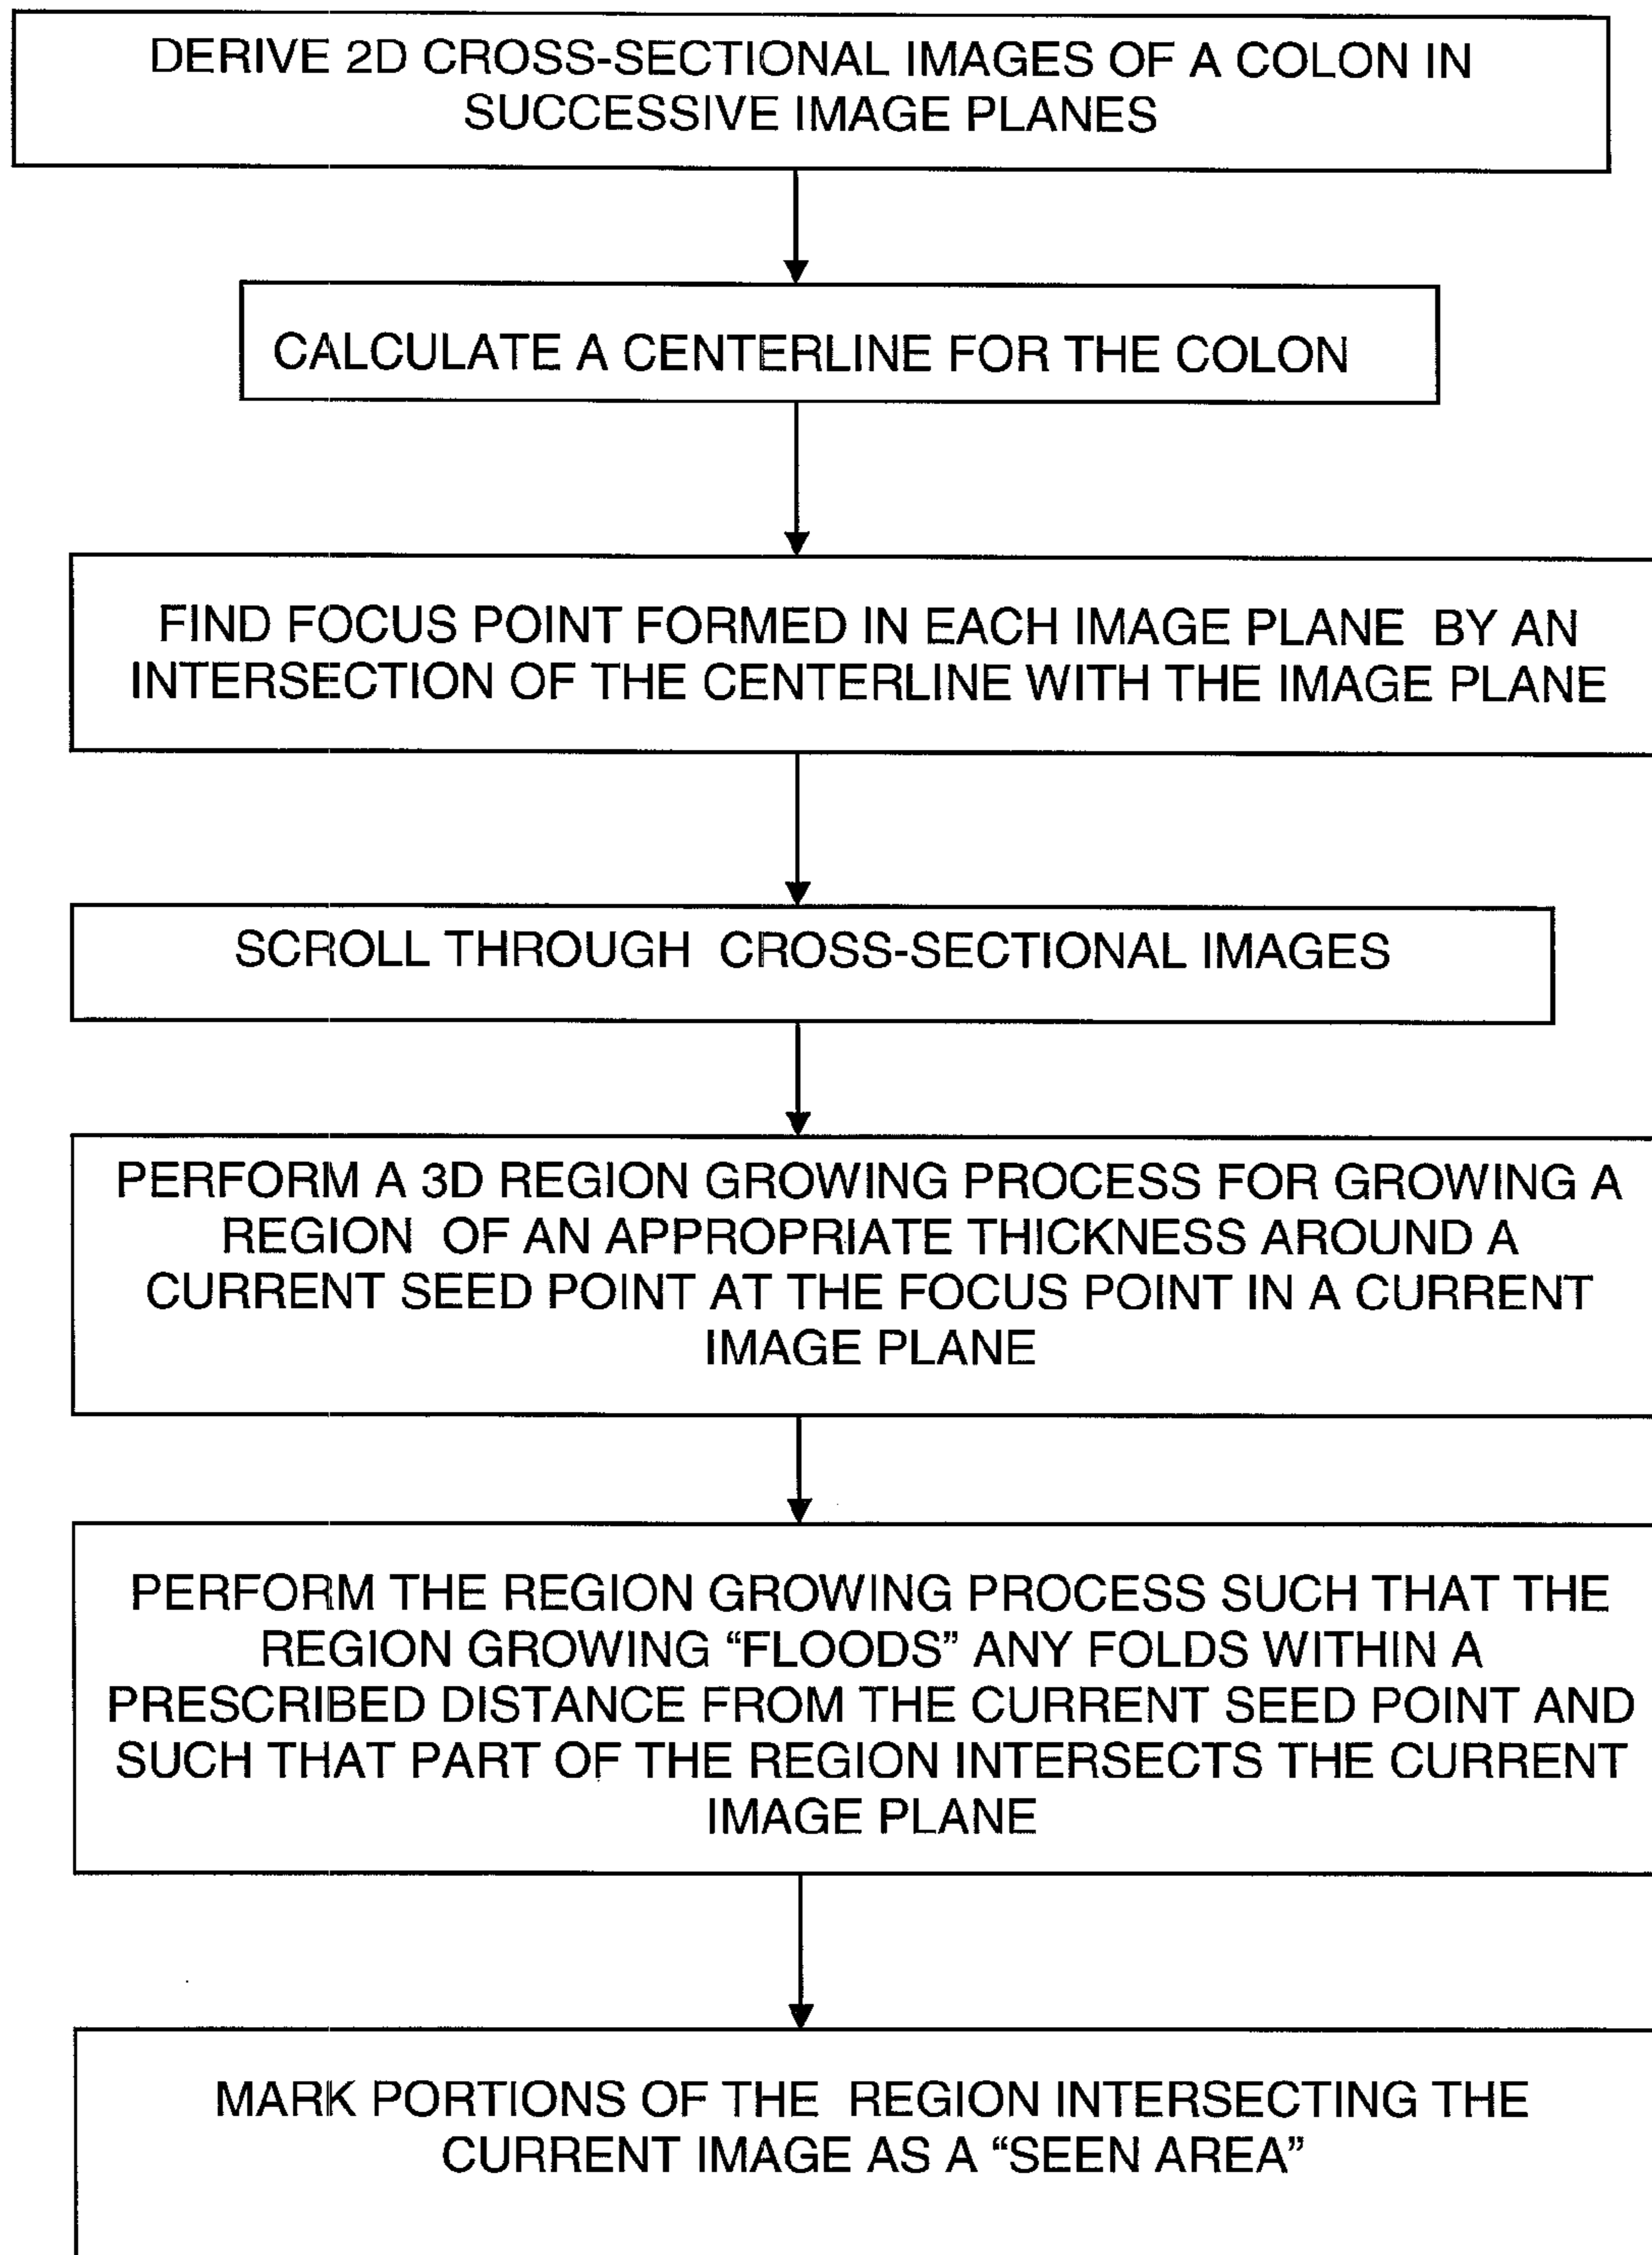 DERIVE 2D CROSS-SECTIONAL IMAGES OF A COLON IN
SUCCESSIVE IMAGE PLANES
CALCULATE A CENTERLINE FOR THE COLON
FIND FOCUS POINT FORMED IN EACH IMAGE PLANE BY AN
INTERSECTION OF THE CENTERLINE WITH THE IMAGE PLANE
SCROLL THROUGH CROSS-SECTIONAL IMAGES
PERFORM A 3D REGION GROWING PROCESS FOR GROWING A
REGION OF AN APPROPRIATE THICKNESS AROUND A
CURRENT SEED POINT AT THE FOCUS POINT IN A CURRENT
IMAGE PLANE
PERFORM THE REGION GROWING PROCESS SUCH THAT THE
REGION GROWING “FLOODS” ANY FOLDS WITHIN A
PRESCRIBED DISTANCE FROM THE CURRENT SEED POINT AND
SUCH THAT PART OF THE REGION INTERSECTS THE CURRENT
IMAGE PLANE
MARK PORTIONS OF THE REGION INTERSECTING THE
CURRENT IMAGE AS A “SEEN AREA”